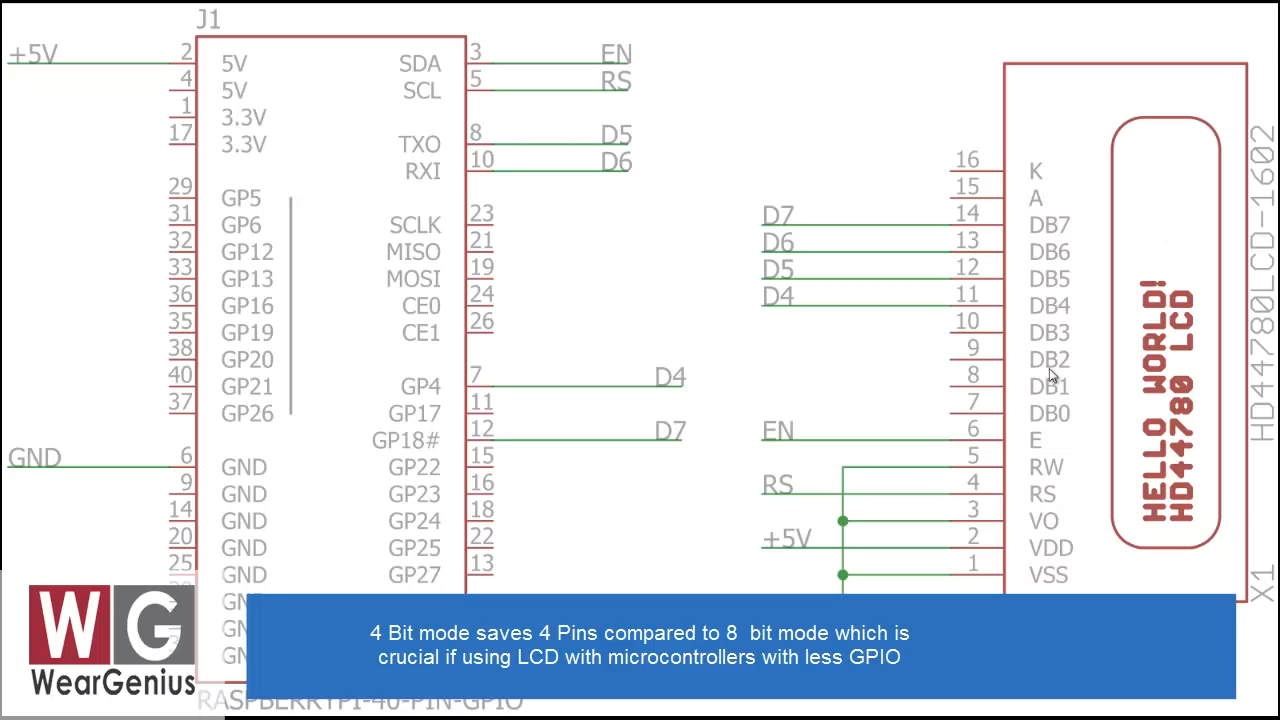 J1
+5V 2 5V SDA 3 EN
4 5V SCL 5 RS
1 3.3V
17 3.3V TXO 8 D5
RXI 10 D6
29 GP5
31 GP6 SCLK 23
32 GP12 MISO 21
33 GP13 MOSI 19
36 GP16 CE0 24
35 GP19 CE1 26
38 GP20
40 GP21 GP4 7 D4
37 GP26 GP17 11
GP18# 12 D7
GND 6 GND GP22 15
9 GND GP23 16
14 GND GP24 18
20 GND GP25 22
25 GND GP27 13
GN
GN
GN
RASPBERRYPI-40-PIN-GPIO
16 K
15 A
D7 14 DB7
D6 13 DB6
D5 12 DB5
D4 11 DB4
10 DB3
9 DB2
8 DB1
7 DB0
EN 6 E
5 RW
RS 4 RS
3 VO
+5V 2 VDD
1 VSS
HELLO WORLD!
HD44780 LCD
HD44780LCD-1602
X1
WG
WearGenius
4 Bit mode saves 4 Pins compared to 8 bit mode which is
crucial if using LCD with microcontrollers with less GPIO